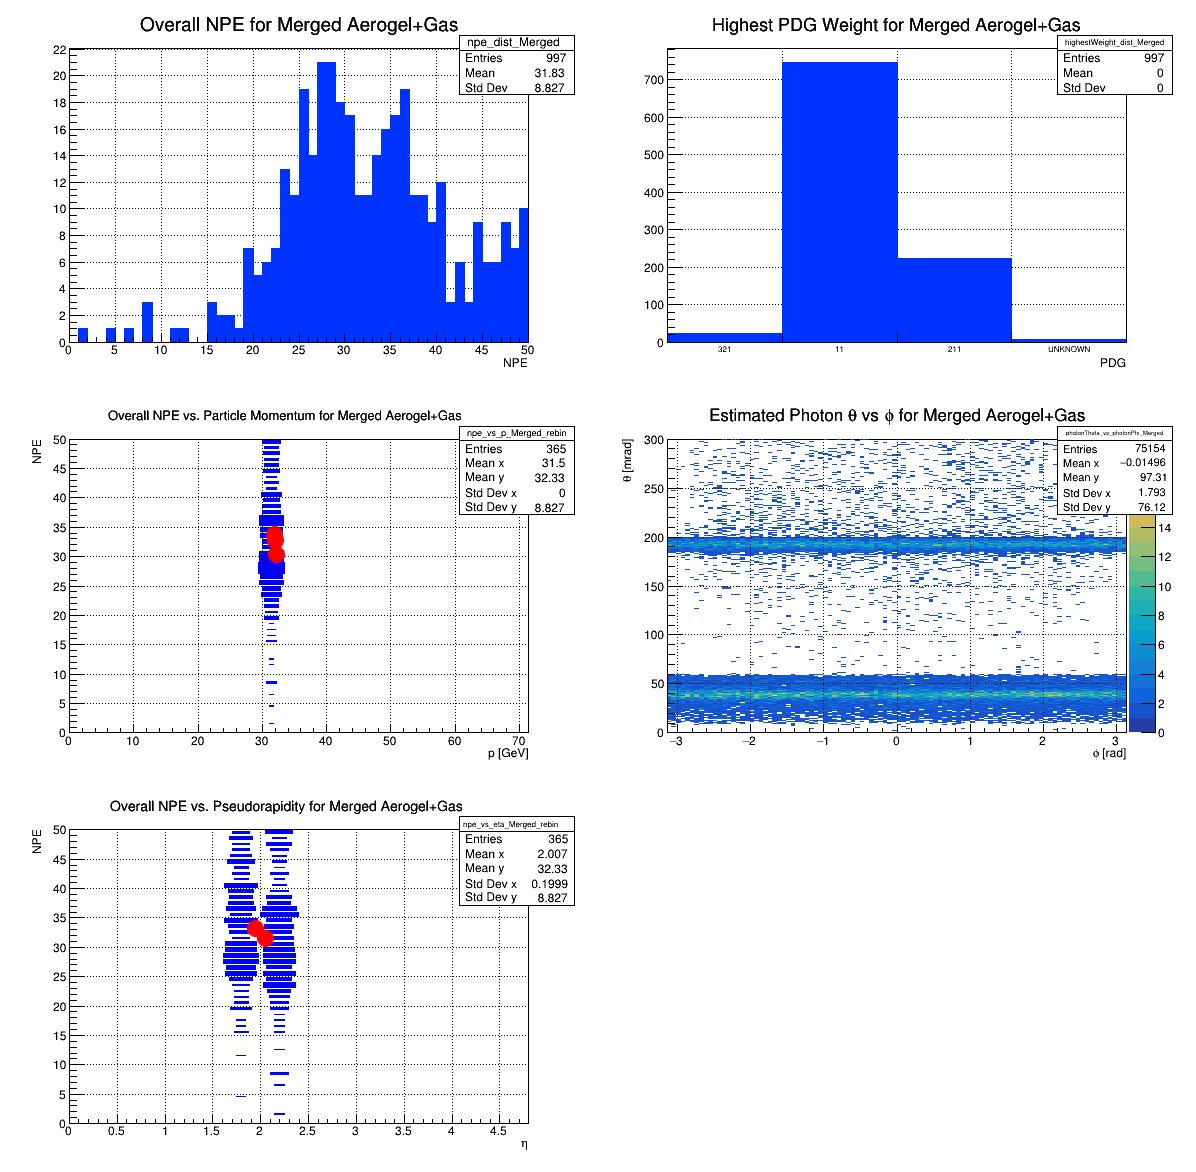 Overall NPE for Merged Aerogel+Gas
npe_dist_Merged
Entries 997
Mean 31.83
Std Dev 8.827
22
20
18
16
14
12
10
8
6
4
2
0
0 5 10 15 20 25 30 35 40 45 50
NPE
Highest PDG Weight for Merged Aerogel+Gas
highestWeight_dist_Merged
Entries 997
Mean 0
Std Dev 0
700
600
500
400
300
200
100
0
321 11 211 UNKNOWN
PDG
Overall NPE vs. Particle Momentum for Merged Aerogel+Gas
npe_vs_p_Merged_rebin
Entries 365
Mean x 31.5
Mean y 32.33
Std Dev x 0
Std Dev y 8.827
NPE
50
45
40
35
30
25
20
15
10
5
0
0 10 20 30 40 50 60 70
p [GeV]
Estimated Photon θ vs ϕ for Merged Aerogel+Gas
photonTheta_vs_photonPhi_Merged
Entries 75154
Mean x −0.01496
Mean y 97.31
Std Dev x 1.793
Std Dev y 76.12
θ [mrad]
300
250
200
150
100
50
0
−3 −2 −1 0 1 2 3
ϕ [rad]
14
12
10
8
6
4
2
0
Overall NPE vs. Pseudorapidity for Merged Aerogel+Gas
npe_vs_eta_Merged_rebin
Entries 365
Mean x 2.007
Mean y 32.33
Std Dev x 0.1999
Std Dev y 8.827
NPE
50
45
40
35
30
25
20
15
10
5
0
0 0.5 1 1.5 2 2.5 3 3.5 4 4.5
η